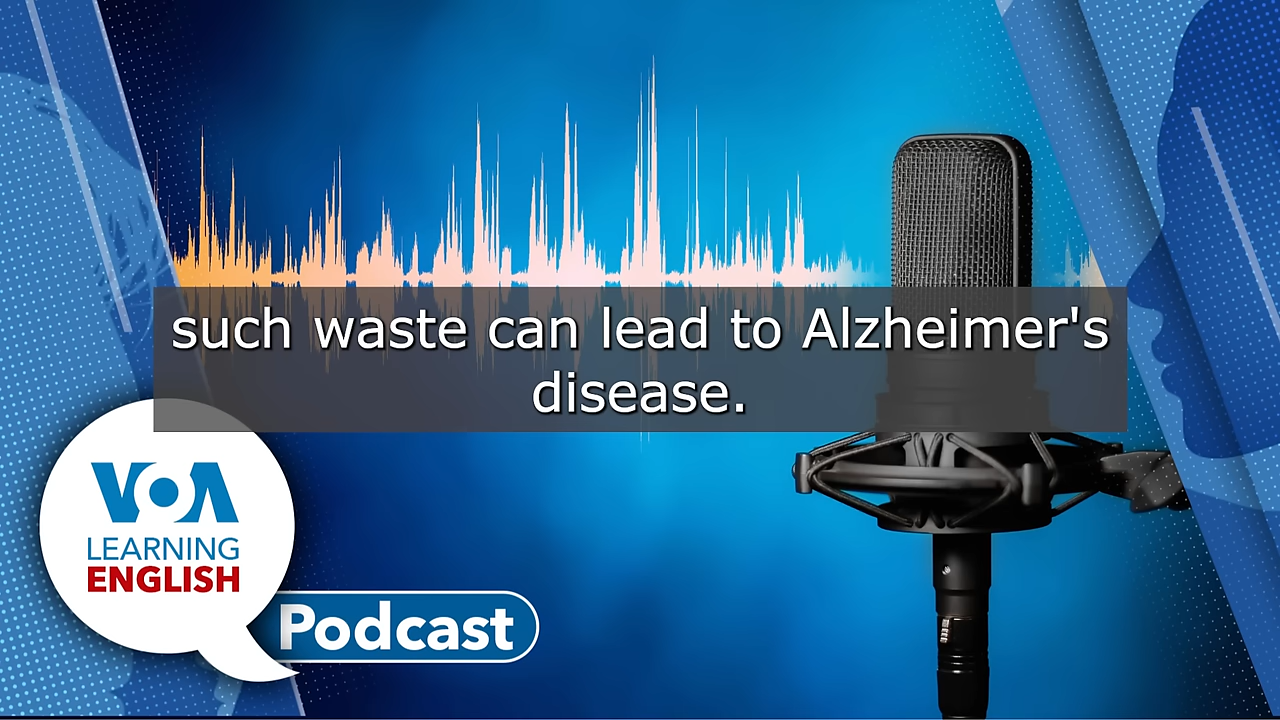 such waste can lead to Alzheimer's
disease.
VOA
LEARNING
ENGLISH
Podcast